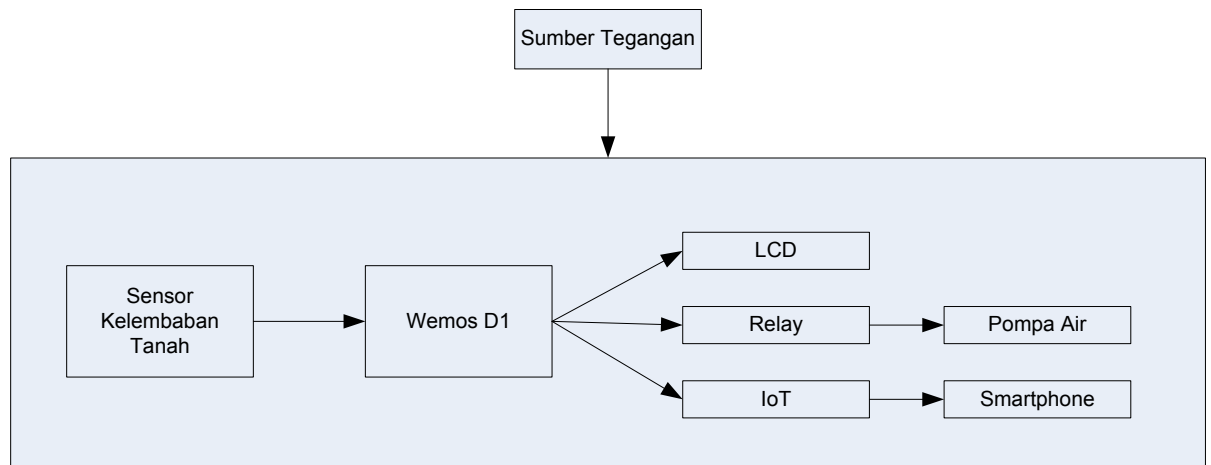 Sumber Tegangan
Sensor
Kelembaban
Tanah
Wemos D1
LCD
Relay
Pompa Air
IoT
Smartphone